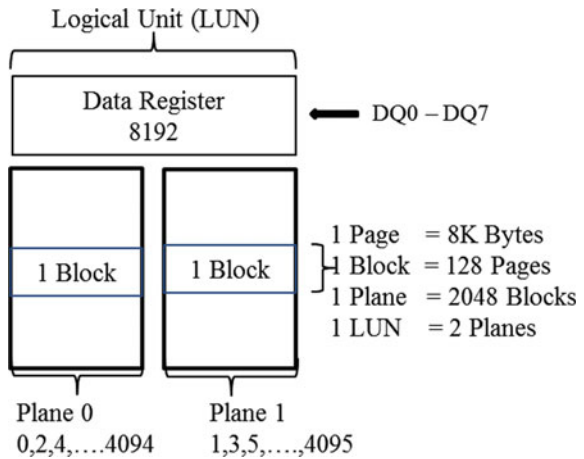 Logical Unit (LUN)
Data Register
8192
DQ0 – DQ7
1 Block
1 Block
1 Page = 8K Bytes
1 Block = 128 Pages
1 Plane = 2048 Blocks
1 LUN = 2 Planes
Plane 0
0,2,4,….4094
Plane 1
1,3,5,….,4095